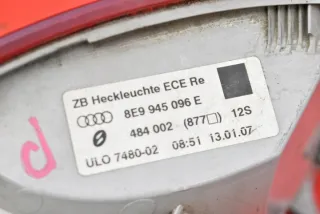 ZB Heckleuchte ECE Re
8E9 945 096 E
484 002 (877□) 12S
ULO 7480-02 08:51 13.01.07
d